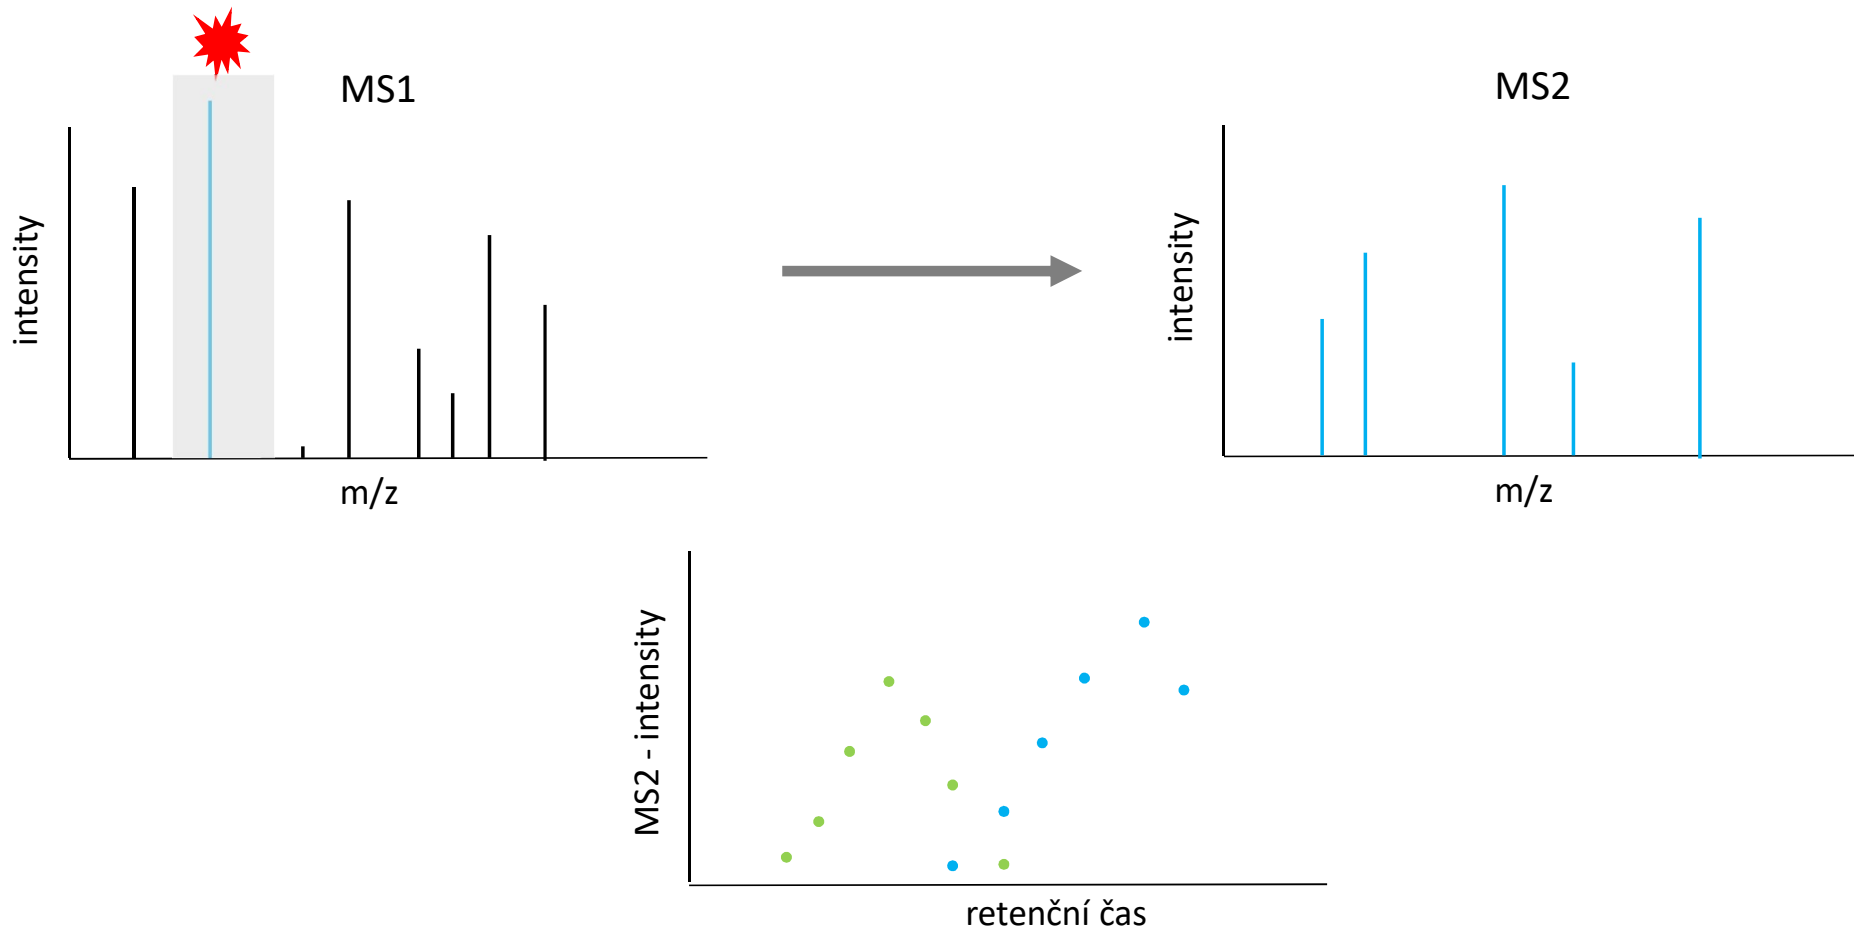 MS1
intensity
m/z
MS2
intensity
m/z
MS2 - intensity
retenční čas